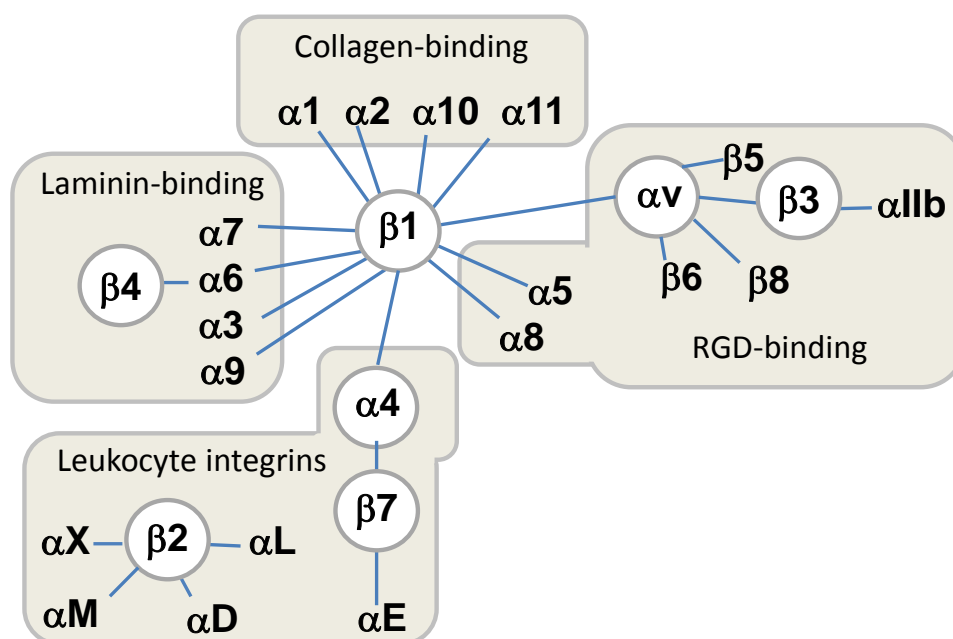 Collagen-binding
α1 α2 α10 α11
Laminin-binding
α7
α6
α3
α9
β4
β1
αv
β5
β3
αIIb
β6
β8
α5
α8
RGD-binding
α4
Leukocyte integrins
β7
β2
αX
αL
αM
αD
αE